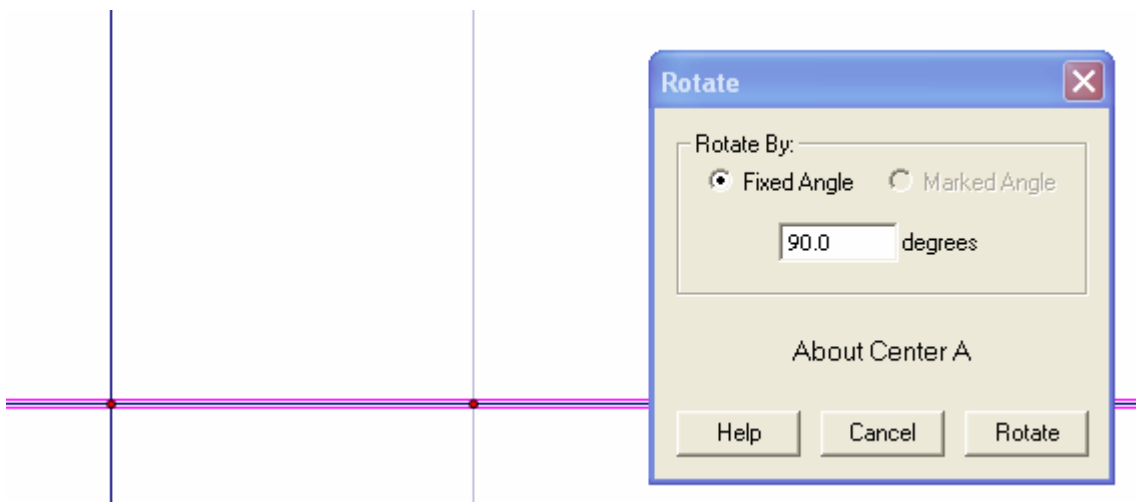 Rotate
Rotate By:
Fixed Angle Marked Angle
90.0 degrees
About Center A
Help Cancel Rotate